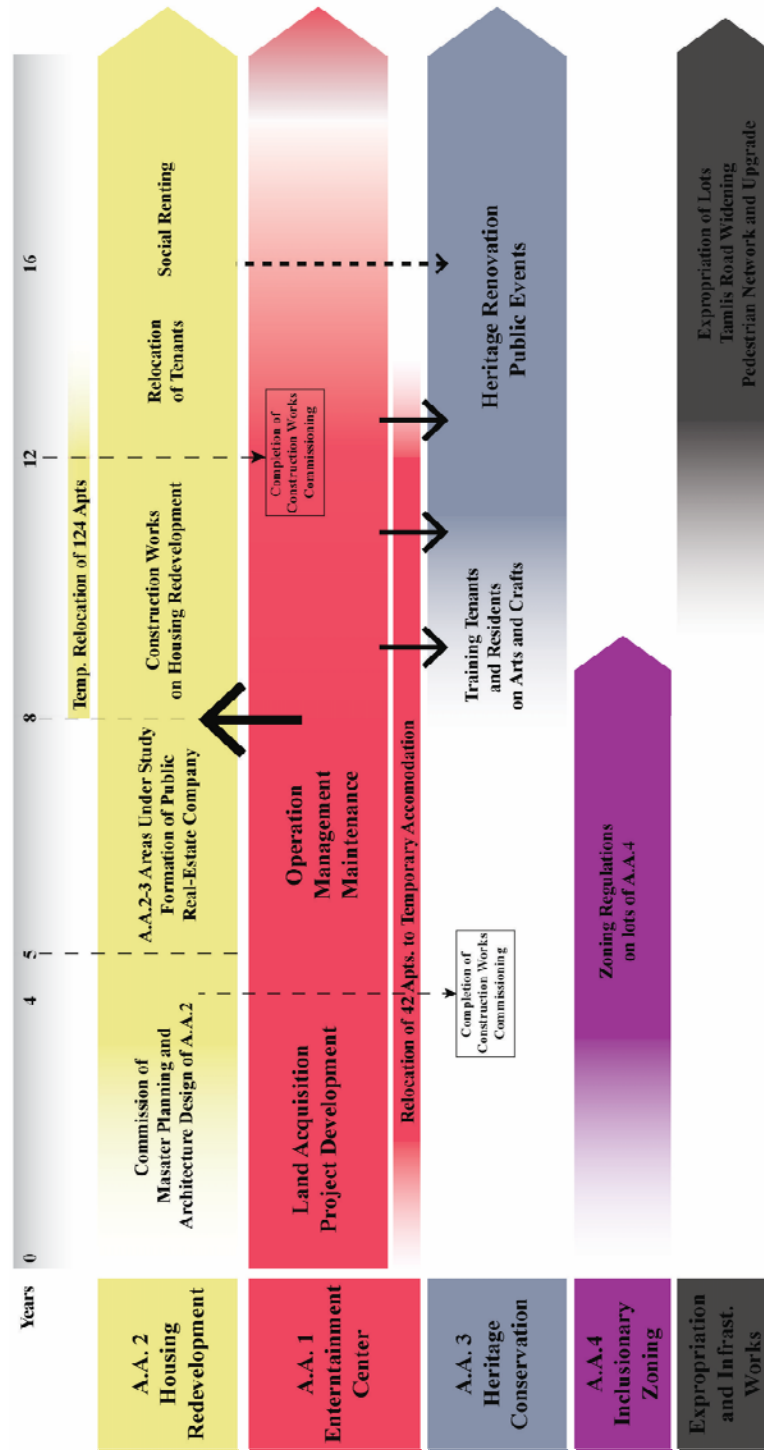 Years
0
4
5
8
12
16
Temp. Relocation of 124 Apts
A.A. 2
Housing
Redevelopment
Commission of
Masater Planning and
Architecture Design of A.A.2
A.A.2-3 Areas Under Study
Formation of Public
Real-Estate Company
Construction Works
on Housing Redevelopment
Relocation
of Tenants
Social Renting
A.A. 1
Enterntainment
Center
Land Acquisition
Project Development
Operation
Management
Maintenance
Completion of
Construction Works
Commissioning
Relocation of 42 Apts. to Temporary Accomodation
A.A. 3
Heritage
Conservation
Completion of
Construction Works
Commissioning
Training Tenants
and Residents
on Arts and Crafts
Heritage Renovation
Public Events
A.A.4
Inclusionary
Zoning
Zoning Regulations
on lots of A.A.4
Expropriation
and Infrast.
Works
Expropriation of Lots
Tamlis Road Widening
Pedestrian Network and Upgrade